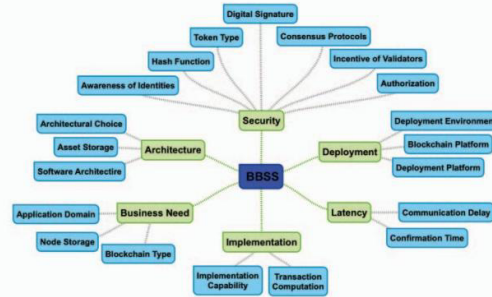 Digital Signature
Token Type
Consensus Protocols
Hash Function
Incentive of Validators
Awareness of Identities
Authorization
Security
Architectural Choice
Asset Storage
Software Architectire
Architecture
Deployment Environment
Blockchain Platform
Deployment Platform
Deployment
BBSS
Application Domain
Node Storage
Blockchain Type
Business Need
Latency
Communication Delay
Confirmation Time
Implementation
Implementation
Capability
Transaction
Computation